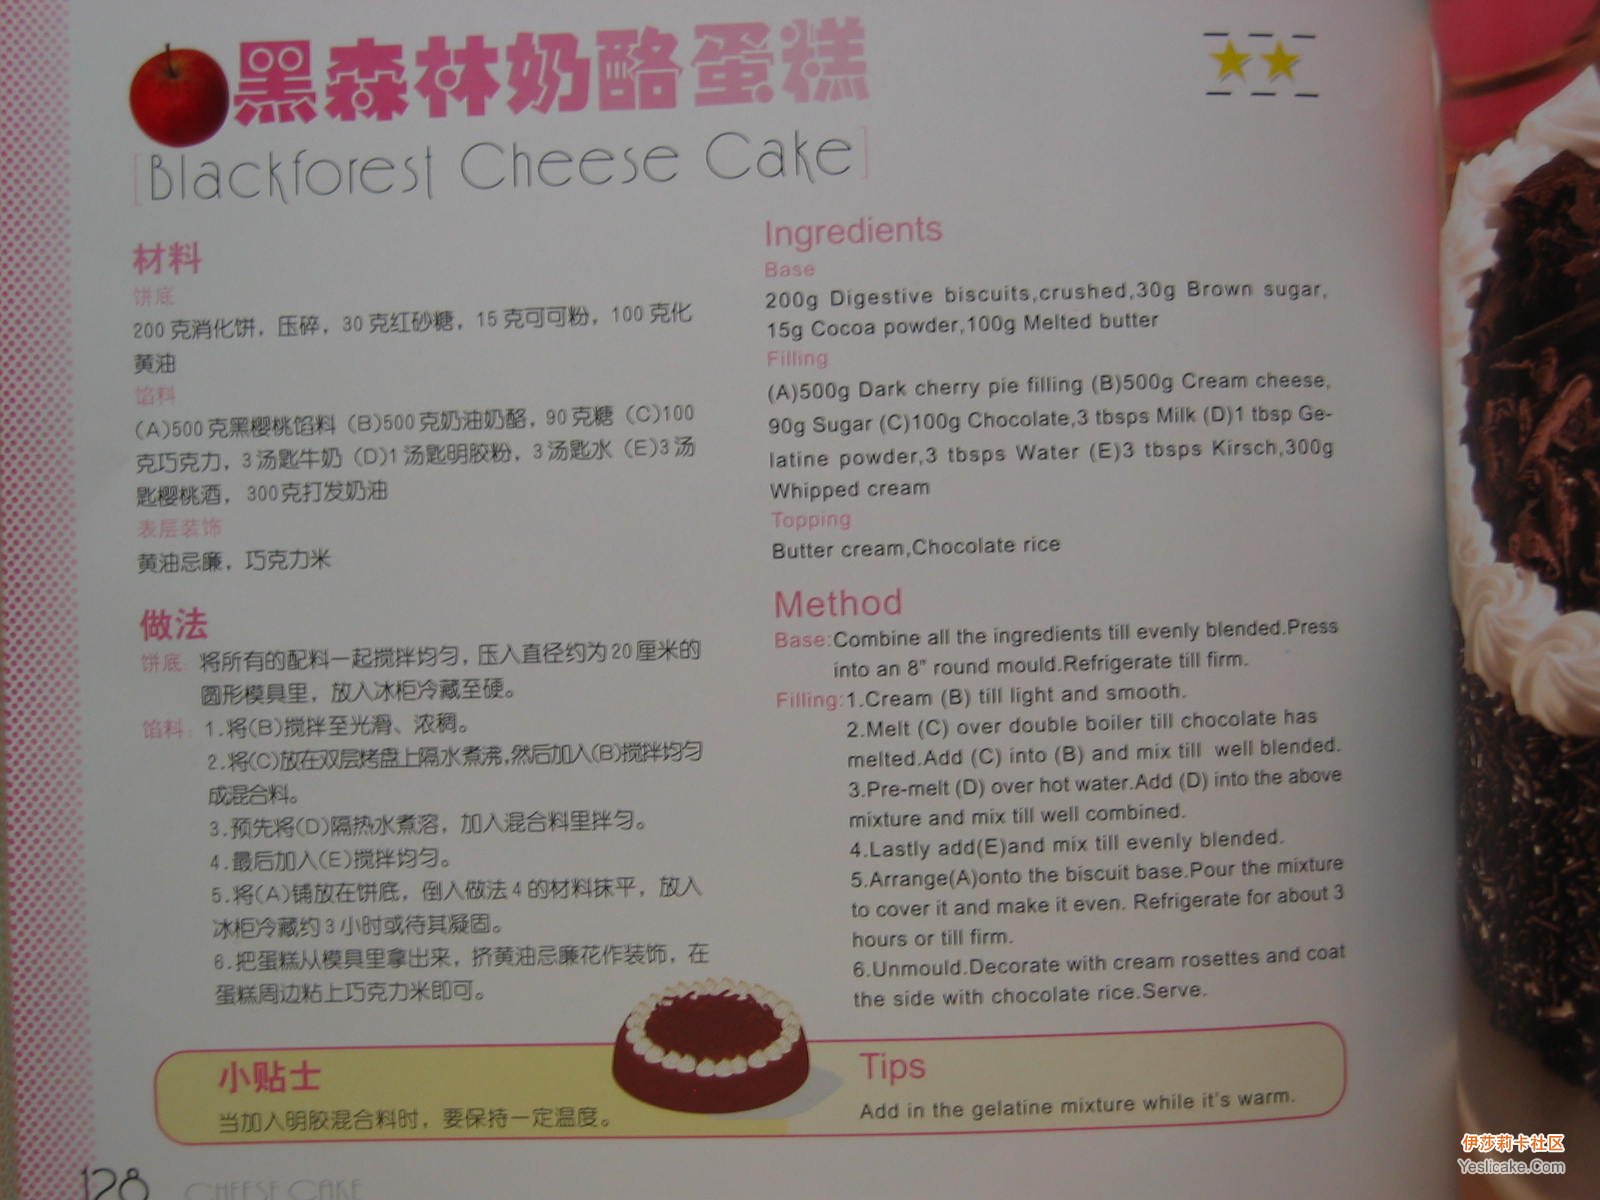 黑森林奶酪蛋糕
[Blackforest Cheese Cake]
材料
饼底
200克消化饼，压碎，30克红砂糖，15克可可粉，100克化
黄油
馅料
(A)500克黑樱桃馅料 (B)500克奶油奶酪，90克糖 (C)100
克巧克力，3汤匙牛奶 (D)1汤匙明胶粉，3汤匙水 (E)3汤
匙樱桃酒，300克打发奶油
表层装饰
黄油忌廉，巧克力米
做法
饼底: 将所有的配料一起搅拌均匀，压入直径约为20厘米的
圆形模具里，放入冰柜冷藏至硬。
馅料: 1.将(B)搅拌至光滑、浓稠。
2.将(C)放在双层烤盘上隔水煮沸,然后加入(B)搅拌均匀
成混合料。
3.预先将(D)隔热水煮溶，加入混合料里拌匀。
4.最后加入(E)搅拌均匀。
5.将(A)铺放在饼底，倒入做法4的材料抹平，放入
冰柜冷藏约3小时或待其凝固。
6.把蛋糕从模具里拿出来，挤黄油忌廉花作装饰，在
蛋糕周边粘上巧克力米即可。
Ingredients
Base
200g Digestive biscuits,crushed,30g Brown sugar,
15g Cocoa powder,100g Melted butter
Filling
(A)500g Dark cherry pie filling (B)500g Cream cheese,
90g Sugar (C)100g Chocolate,3 tbsps Milk (D)1 tbsp Ge-
latine powder,3 tbsps Water (E)3 tbsps Kirsch,300g
Whipped cream
Topping
Butter cream,Chocolate rice
Method
Base:Combine all the ingredients till evenly blended.Press
into an 8" round mould.Refrigerate till firm.
Filling:1.Cream (B) till light and smooth.
2.Melt (C) over double boiler till chocolate has
melted.Add (C) into (B) and mix till well blended.
3.Pre-melt (D) over hot water.Add (D) into the above
mixture and mix till well combined.
4.Lastly add(E)and mix till evenly blended.
5.Arrange(A)onto the biscuit base.Pour the mixture
to cover it and make it even. Refrigerate for about 3
hours or till firm.
6.Unmould.Decorate with cream rosettes and coat
the side with chocolate rice.Serve.
小贴士
当加入明胶混合料时，要保持一定温度。
Tips
Add in the gelatine mixture while it's warm.
128 CHEESE CAKE
伊莎莉卡社区
Yeslicake.Com